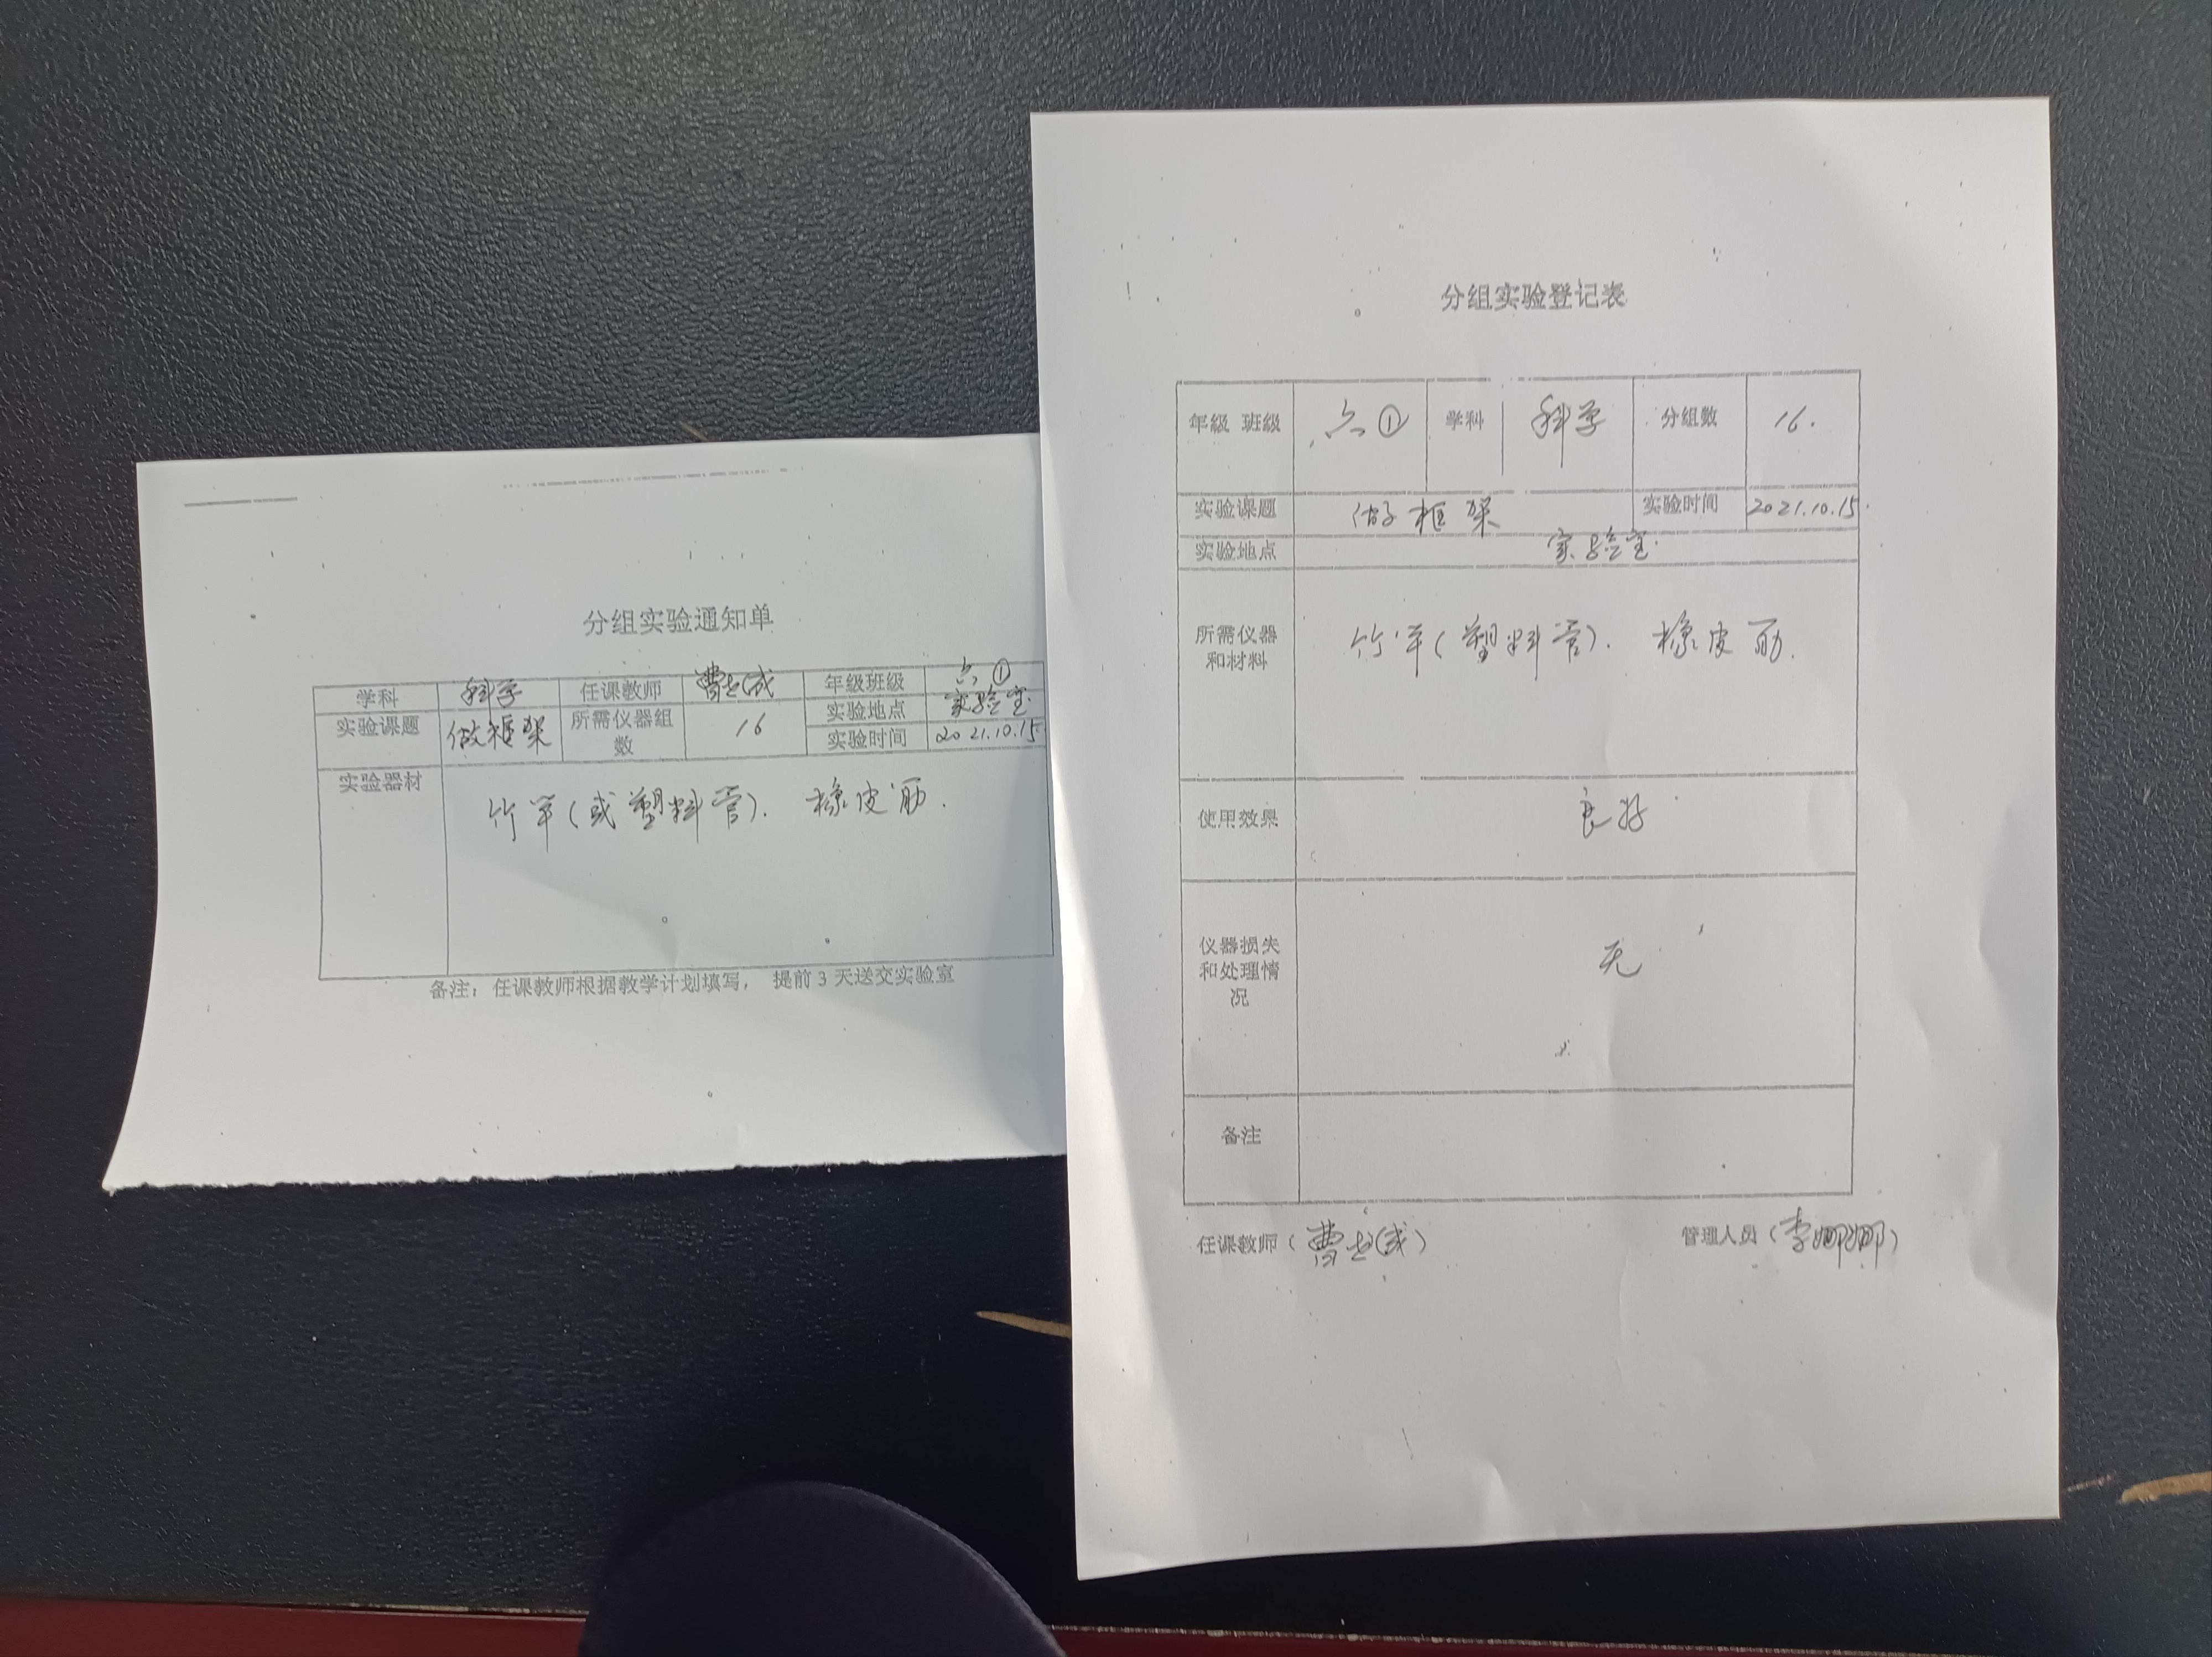 分组实验通知单
学科 科学 任课教师 年级班级 六①
实验课题 做框架 所需仪器组数 16 实验地点 实验室
实验时间 2021.10.15
实验器材 竹竿(或塑料管). 橡皮筋.
备注：任课教师根据教学计划填写， 提前3天送交实验室
分组实验登记表
年级 班级 六① 学科 科学 分组数 16.
实验课题 做框架 实验时间 2021.10.15.
实验地点 实验室
所需仪器
和材料
竹竿(塑料管). 橡皮筋.
使用效果 良好
仪器损失
和处理情
况
无
备注
任课教师（ 管理人员（李娜娜）